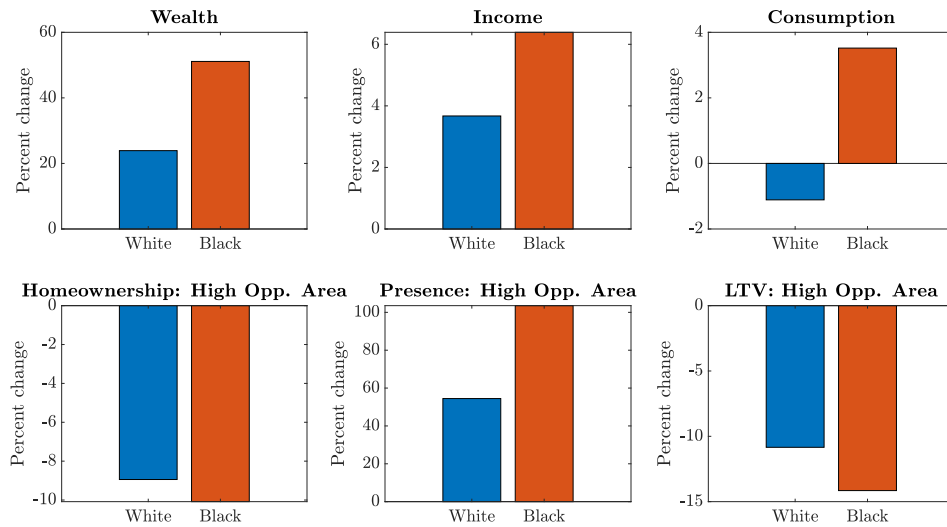 Wealth
Percent change
60
40
20
0
White Black
Income
Percent change
6
4
2
0
White Black
Consumption
Percent change
4
2
0
-2
White Black
Homeownership: High Opp. Area
Percent change
0
-2
-4
-6
-8
-10
White Black
Presence: High Opp. Area
Percent change
100
80
60
40
20
0
White Black
LTV: High Opp. Area
Percent change
0
-5
-10
-15
White Black